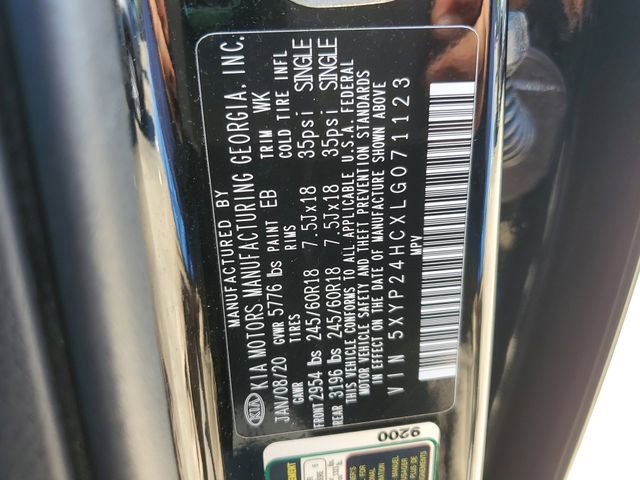 KIA
MANUFACTURED BY
KIA MOTORS MANUFACTURING GEORGIA, INC.
JAN/08/20 GVWR 5776 lbs PAINT EB TRIM WK
GAWR TIRES RIMS COLD TIRE INFL
FRONT 2954 lbs 245/60R18 7.5Jx18 35psi SINGLE
REAR 3196 lbs 245/60R18 7.5Jx18 35psi SINGLE
THIS VEHICLE CONFORMS TO ALL APPLICABLE U.S.A. FEDERAL
MOTOR VEHICLE SAFETY AND THEFT PREVENTION STANDARDS
IN EFFECT ON THE DATE OF MANUFACTURE SHOWN ABOVE
VIN 5XYP24HCXLG071123
MPV
9200